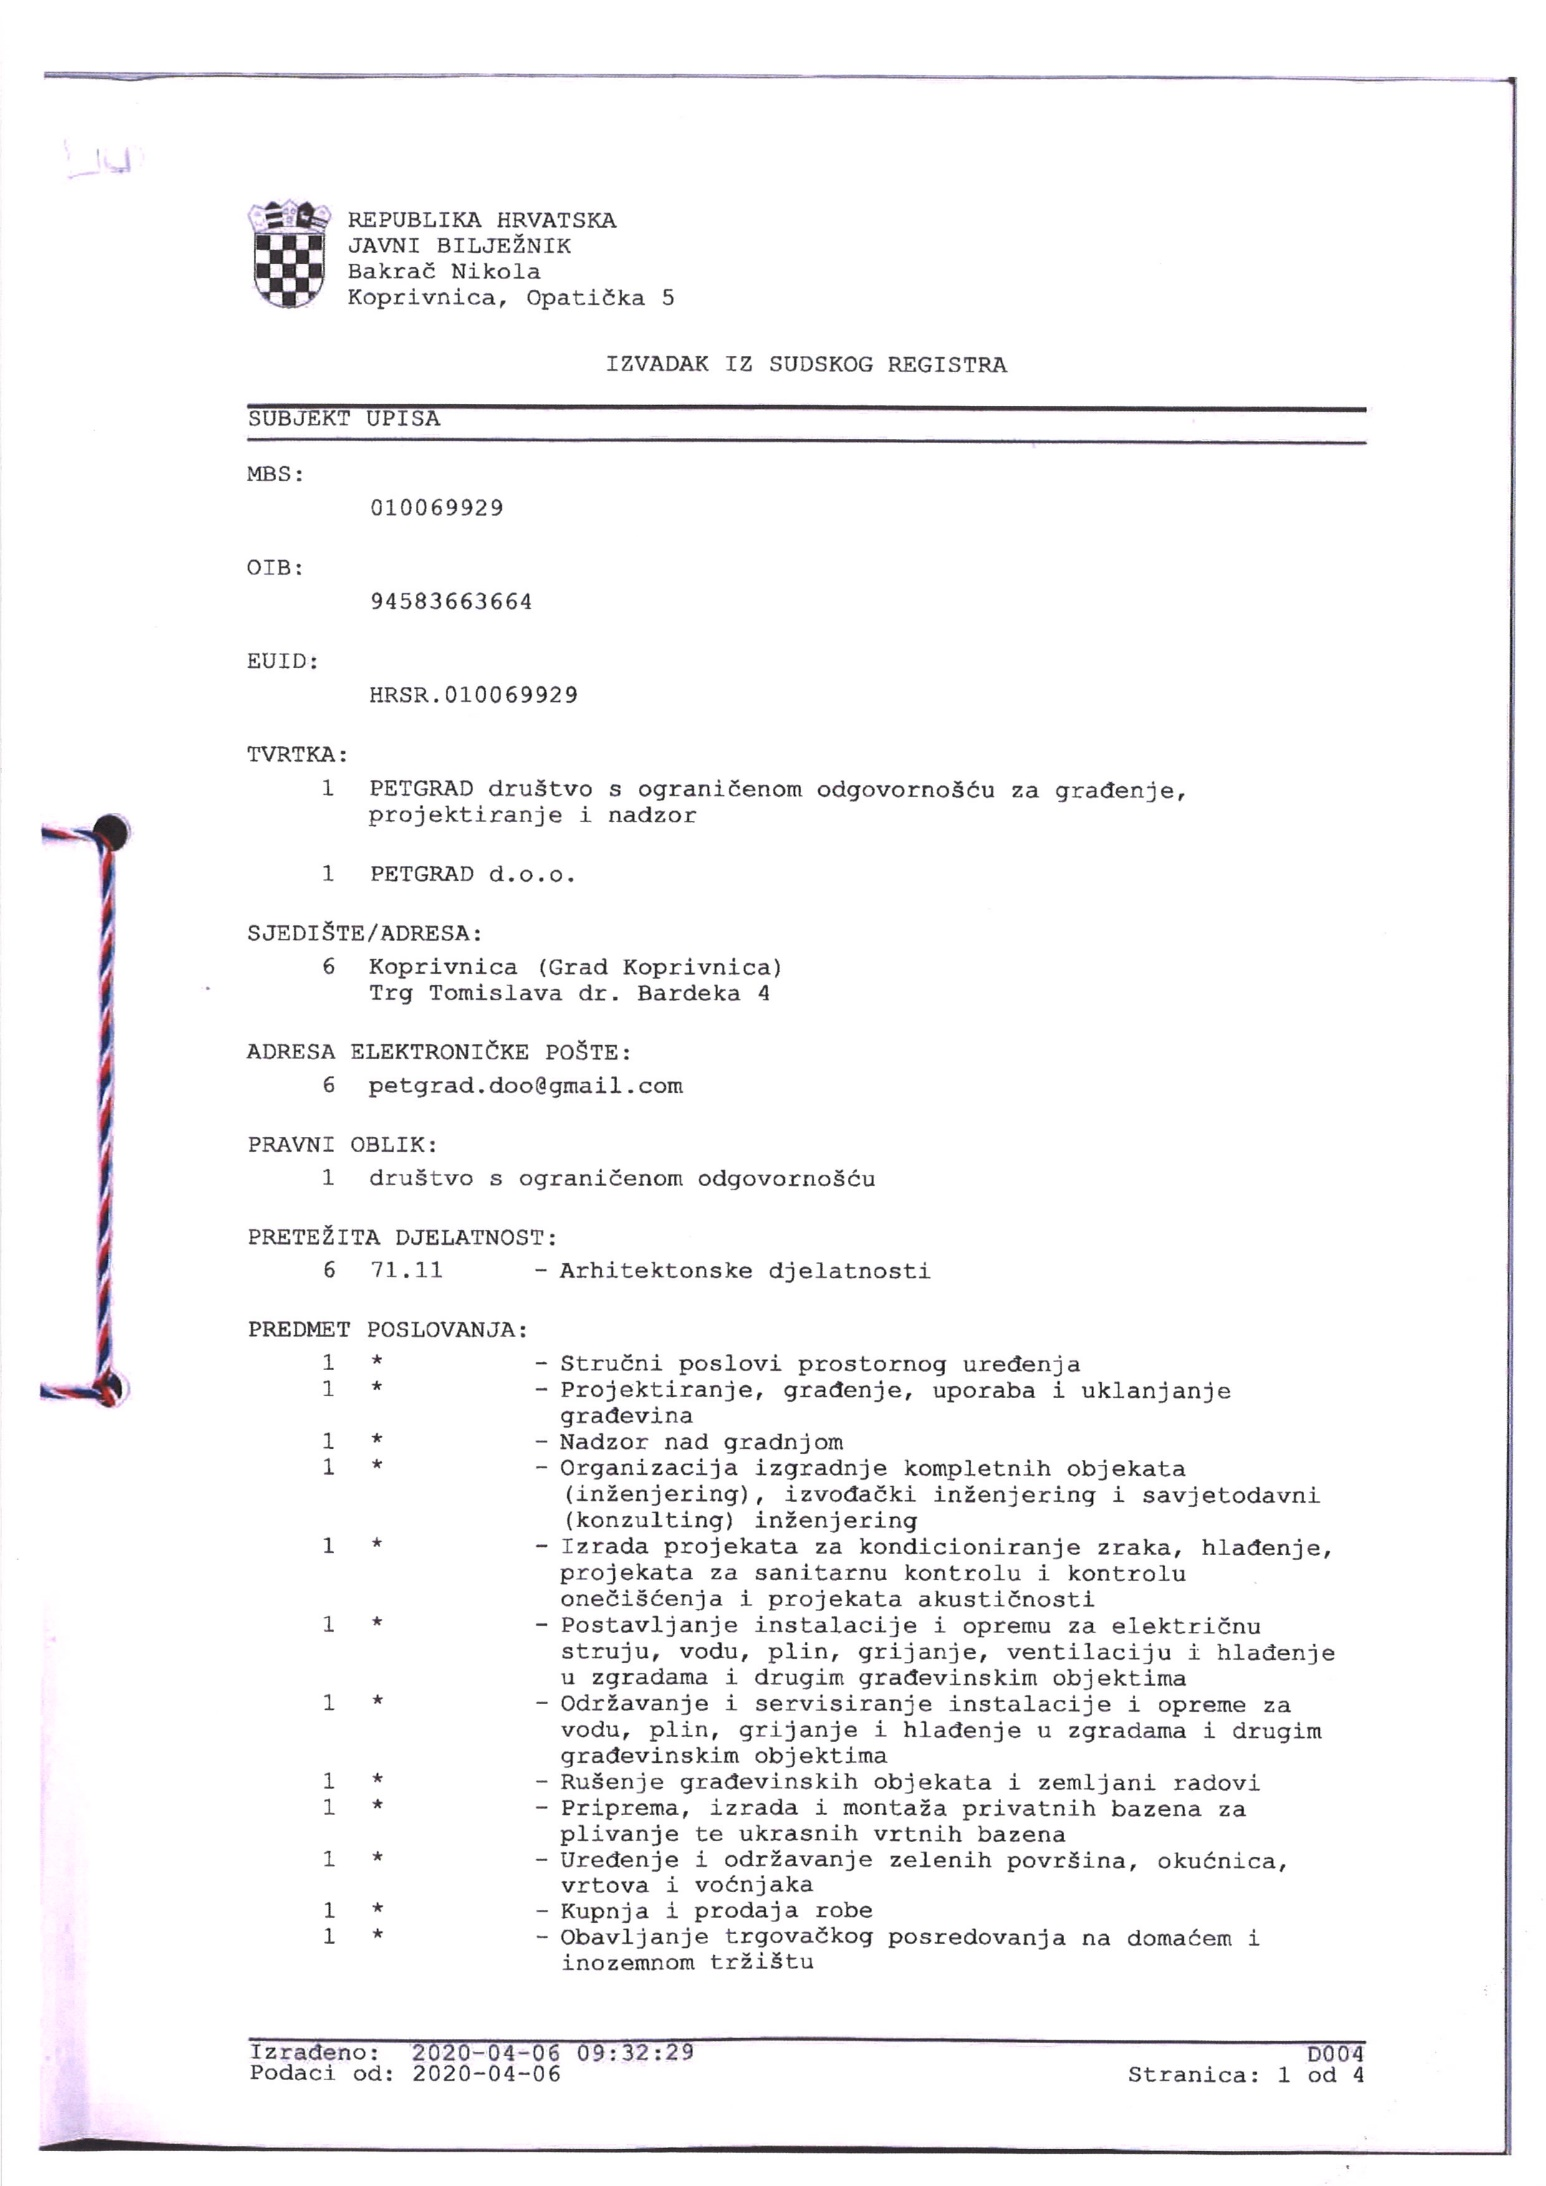 REPUBLIKA HRVATSKA
JAVNI BILJEŽNIK
Bakrač Nikola
Koprivnica, Opatička 5
IZVADAK IZ SUDSKOG REGISTRA
SUBJEKT UPISA
MBS:
010069929
OIB:
94583663664
EUID:
HRSR.010069929
TVRTKA:
1 PETGRAD društvo s ograničenom odgovornošću za građenje,
projektiranje i nadzor
1 PETGRAD d.o.o.
SJEDIŠTE/ADRESA:
6 Koprivnica (Grad Koprivnica)
Trg Tomislava dr. Bardeka 4
ADRESA ELEKTRONIČKE POŠTE:
6 petgrad.doo@gmail.com
PRAVNI OBLIK:
1 društvo s ograničenom odgovornošću
PRETEŽITA DJELATNOST:
6 71.11 - Arhitektonske djelatnosti
PREDMET POSLOVANJA:
1 * - Stručni poslovi prostornog uređenja
1 * - Projektiranje, građenje, uporaba i uklanjanje
građevina
1 * - Nadzor nad gradnjom
1 * - Organizacija izgradnje kompletnih objekata
(inženjering), izvođački inženjering i savjetodavni
(konzulting) inženjering
1 * - Izrada projekata za kondicioniranje zraka, hlađenje,
projekata za sanitarnu kontrolu i kontrolu
onečišćenja i projekata akustičnosti
1 * - Postavljanje instalacije i opremu za električnu
struju, vodu, plin, grijanje, ventilaciju i hlađenje
u zgradama i drugim građevinskim objektima
1 * - Održavanje i servisiranje instalacije i opreme za
vodu, plin, grijanje i hlađenje u zgradama i drugim
građevinskim objektima
1 * - Rušenje građevinskih objekata i zemljani radovi
1 * - Priprema, izrada i montaža privatnih bazena za
plivanje te ukrasnih vrtnih bazena
1 * - Uređenje i održavanje zelenih površina, okućnica,
vrtova i voćnjaka
1 * - Kupnja i prodaja robe
1 * - Obavljanje trgovačkog posredovanja na domaćem i
inozemnom tržištu
Izrađeno: 2020-04-06 09:32:29 D004
Podaci od: 2020-04-06 Stranica: 1 od 4